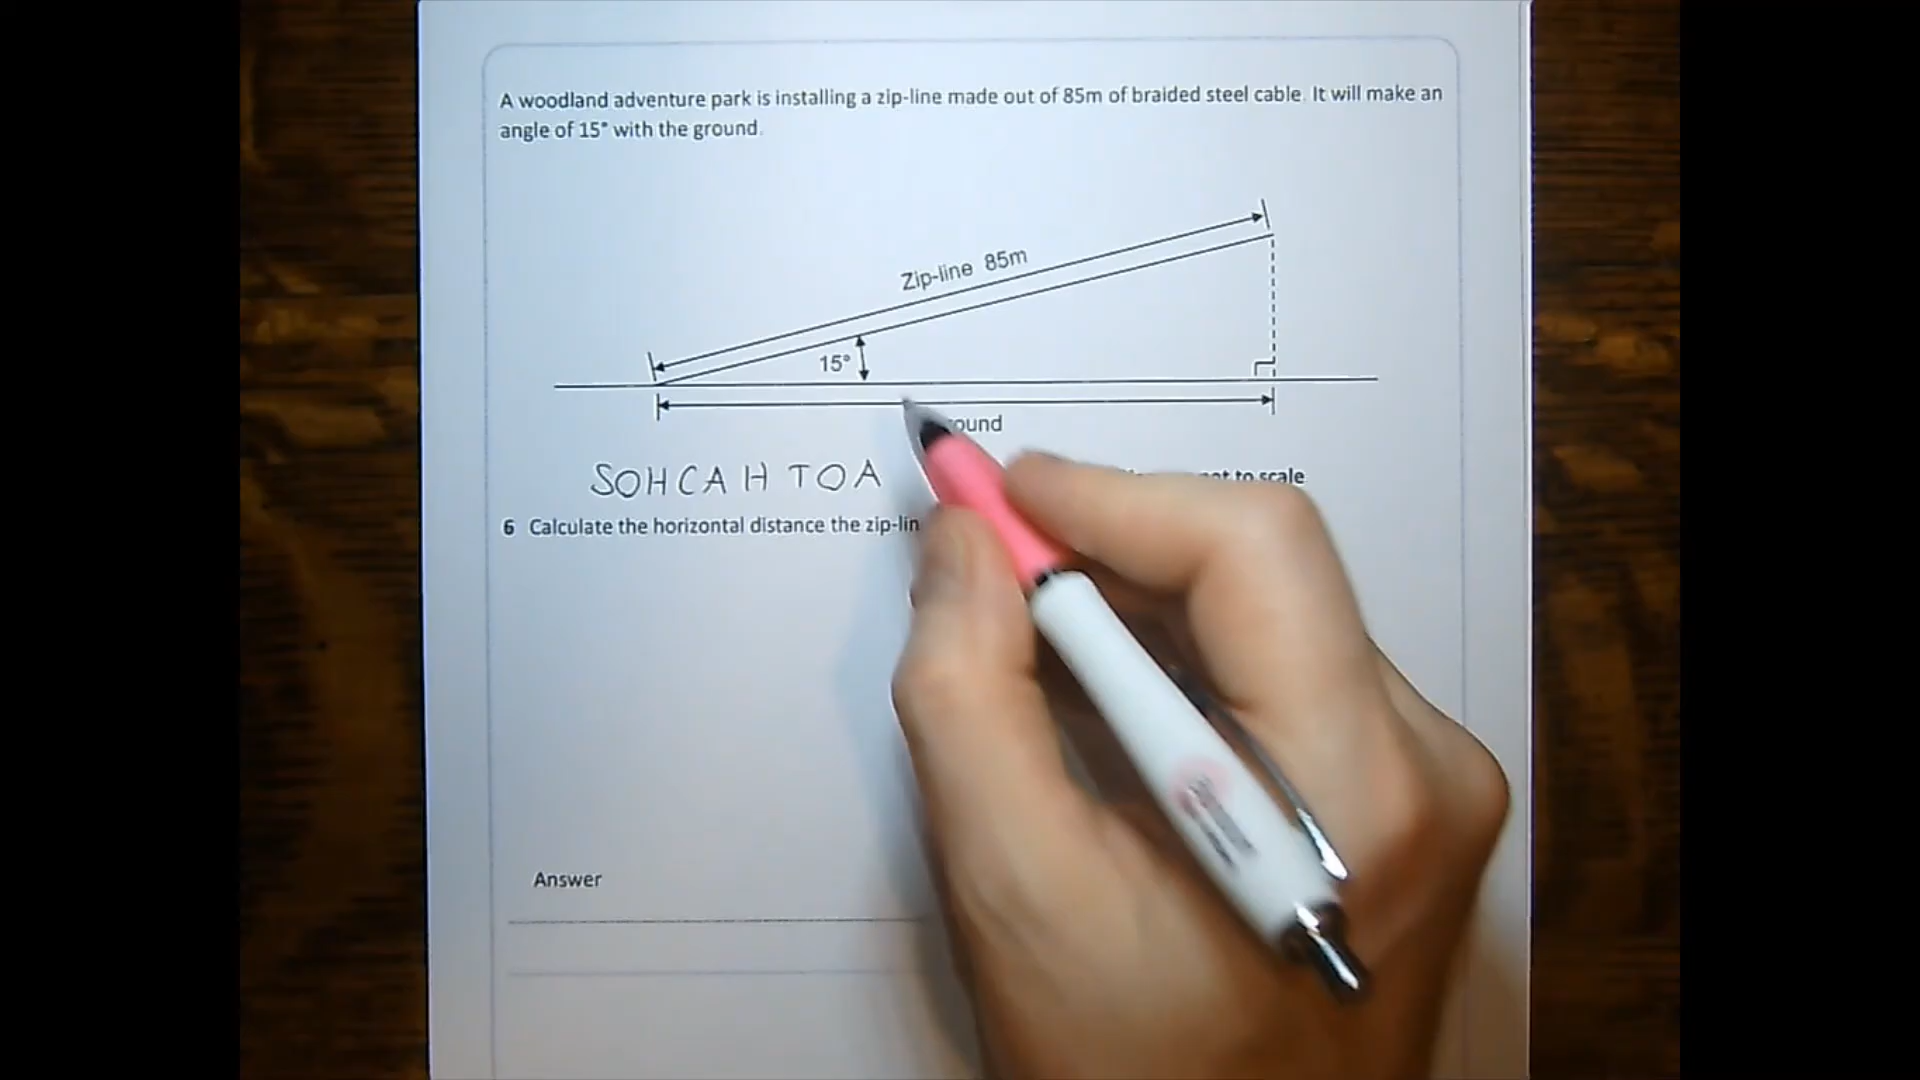 A woodland adventure park is installing a zip-line made out of 85m of braided steel cable. It will make an
angle of 15° with the ground.
Zip-line 85m
15°
SOHCAH TOA
to scale
6 Calculate the horizontal distance the
Answer